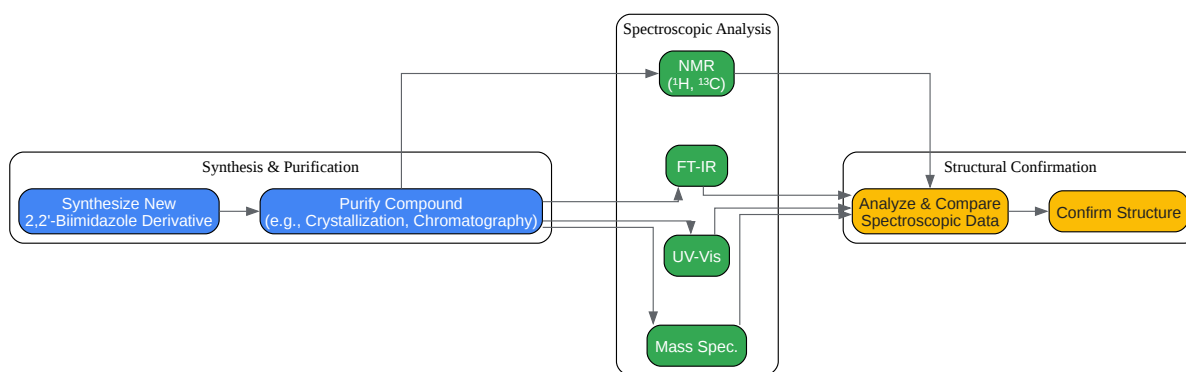 Synthesis & Purification
Synthesize New
2,2'-Biimidazole Derivative
Purify Compound
(e.g., Crystallization, Chromatography)
Spectroscopic Analysis
NMR
(¹H, ¹³C)
FT-IR
UV-Vis
Mass Spec.
Structural Confirmation
Analyze & Compare
Spectroscopic Data
Confirm Structure